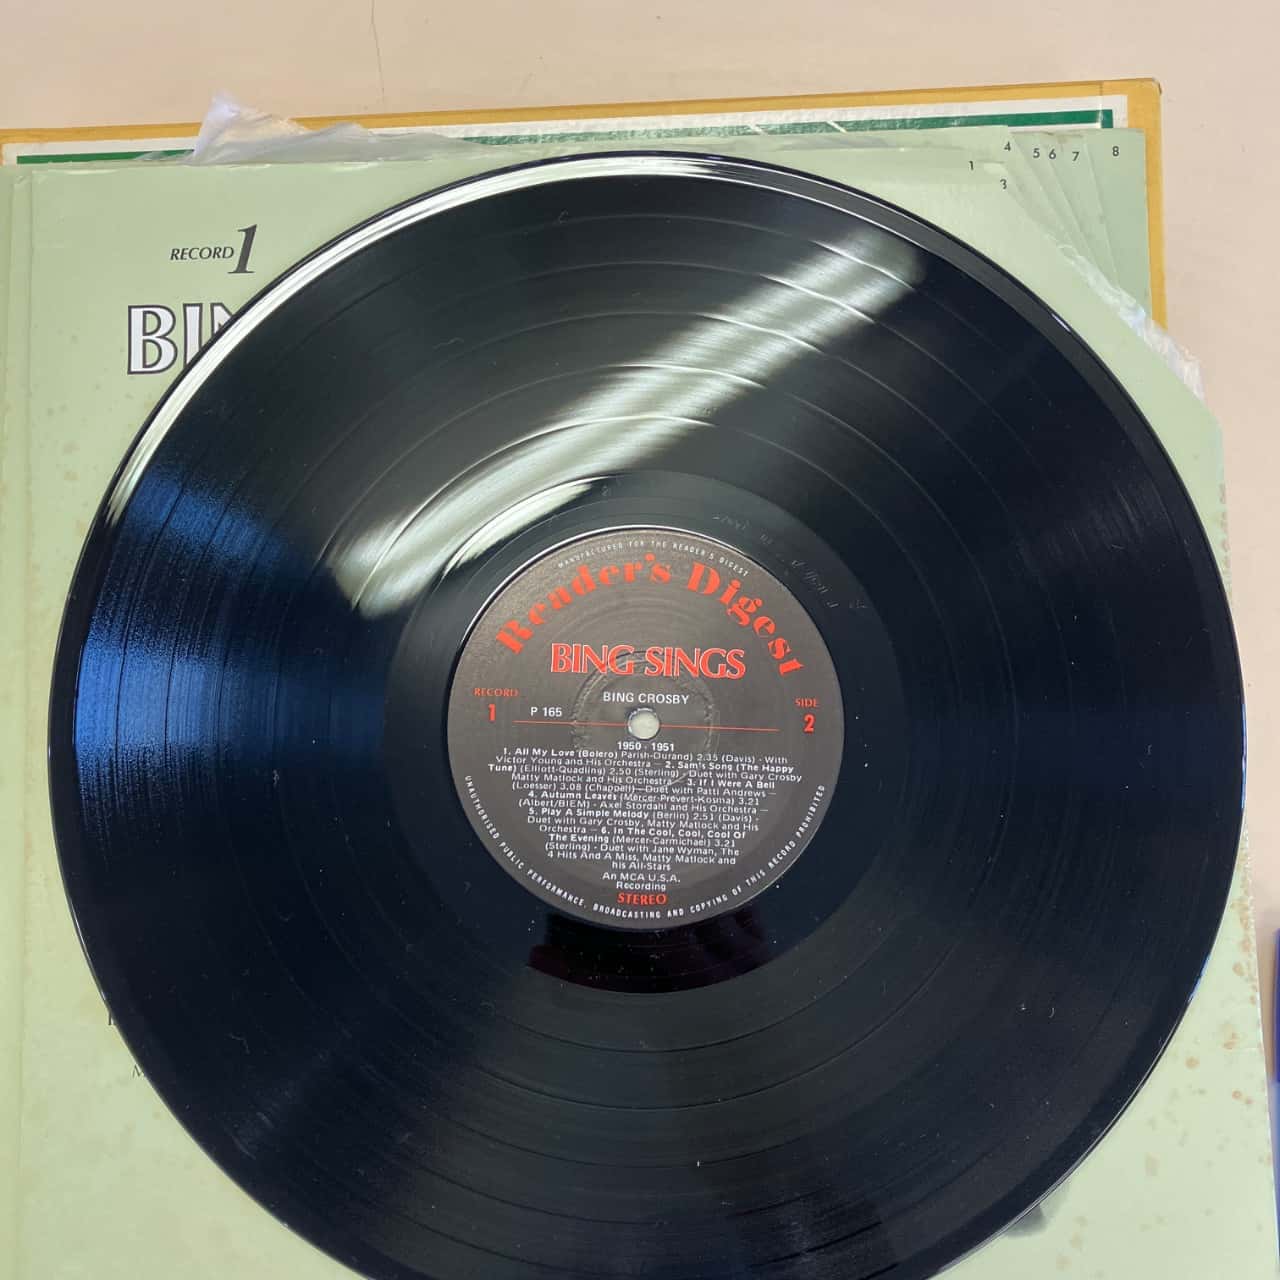 4 5 6 7 8
1
3
RECORD 1
BIN
MANUFACTURED FOR THE READER'S DIGEST
Reader's Digest
BING SINGS
RECORD
1
SIDE
2
BING CROSBY
P 165
1950 - 1951
1. All My Love (Bolero) Parish-Durand) 2.35 (Davis) - With
Victor Young and His Orchestra — 2. Sam's Song (The Happy
Tune) (Elliott-Quadling) 2.50 (Sterling) - Duet with Gary Crosby
Matty Matlock and His Orchestra — 3. If I Were A Bell
(Loesser) 3.08 (Chappell) - Duet with Patti Andrews —
4. Autumn Leaves (Mercer-Prevert-Kosma) 3.21
(Albert/BIEM) - Axel Stordahl and His Orchestra —
5. Play A Simple Melody (Berlin) 2.51 (Davis) -
Duet with Gary Crosby, Matty Matlock and His
Orchestra — 6. In The Cool, Cool, Cool Of
The Evening (Mercer-Carmichael) 3.21
(Sterling) - Duet with Jane Wyman, The
4 Hits And A Miss, Matty Matlock and
his All-Stars
An MCA U.S.A.
Recording
STEREO
UNAUTHORISED PUBLIC PERFORMANCE, BROADCASTING AND COPYING OF THIS RECORD PROHIBITED